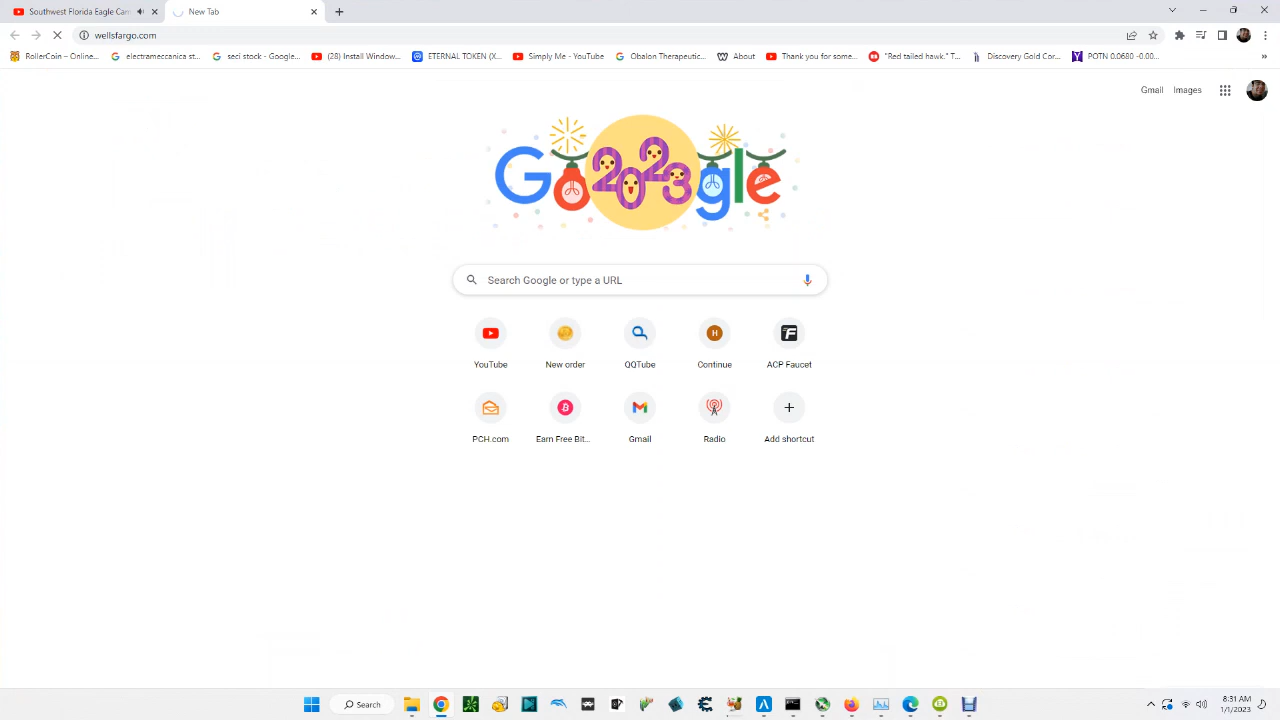 Southwest Florida Eagle Cam
New Tab
wellsfargo.com
RollerCoin – Online...
electrameccanica st...
seci stock - Google...
(28) Install Window...
ETERNAL TOKEN (X...
Simply Me - YouTube
Obalon Therapeutic...
About
Thank you for some...
"Red tailed hawk." T...
Discovery Gold Cor...
POTN 0.0680 -0.00...
»
Gmail
Images
Go2023gle
Search Google or type a URL
YouTube
New order
QQTube
H
Continue
ACP Faucet
PCH.com
Earn Free Bit...
Gmail
Radio
Add shortcut
Search
8:31 AM
1/1/2023